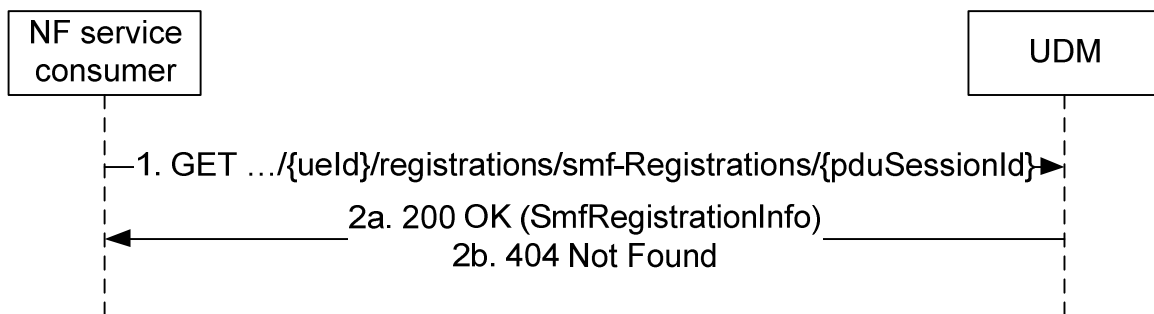 NF service
consumer
UDM
1. GET …/{ueId}/registrations/smf-Registrations/{pduSessionId}
2a. 200 OK (SmfRegistrationInfo)
2b. 404 Not Found